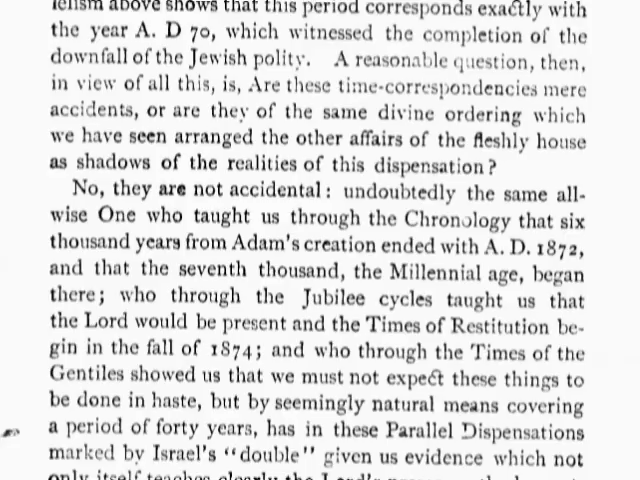 lelism above shows that this period corresponds exactly with
the year A. D 70, which witnessed the completion of the
downfall of the Jewish polity. A reasonable question, then,
in view of all this, is, Are these time-correspondencies mere
accidents, or are they of the same divine ordering which
we have seen arranged the other affairs of the fleshly house
as shadows of the realities of this dispensation?
No, they are not accidental: undoubtedly the same all-
wise One who taught us through the Chronology that six
thousand years from Adam's creation ended with A. D. 1872,
and that the seventh thousand, the Millennial age, began
there; who through the Jubilee cycles taught us that
the Lord would be present and the Times of Restitution be-
gin in the fall of 1874; and who through the Times of the
Gentiles showed us that we must not expect these things to
be done in haste, but by seemingly natural means covering
a period of forty years, has in these Parallel Dispensations
marked by Israel's "double" given us evidence which not
only itself teaches clearly the Lord's